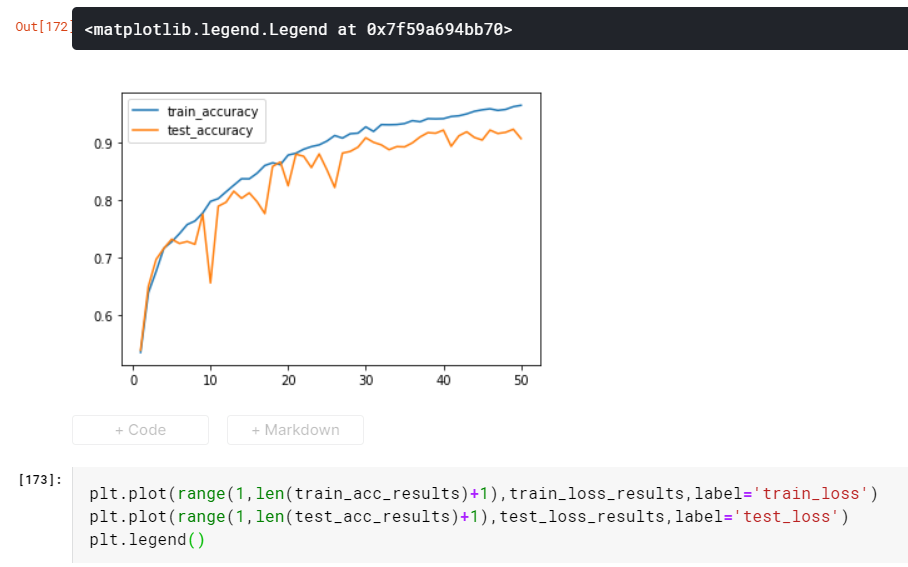 Out[172]
<matplotlib.legend.Legend at 0x7f59a694bb70>
train_accuracy
test_accuracy
0.9
0.8
0.7
0.6
0 10 20 30 40 50
+ Code + Markdown
[173]:
plt.plot(range(1,len(train_acc_results)+1),train_loss_results,label='train_loss')
plt.plot(range(1,len(test_acc_results)+1),test_loss_results,label='test_loss')
plt.legend()